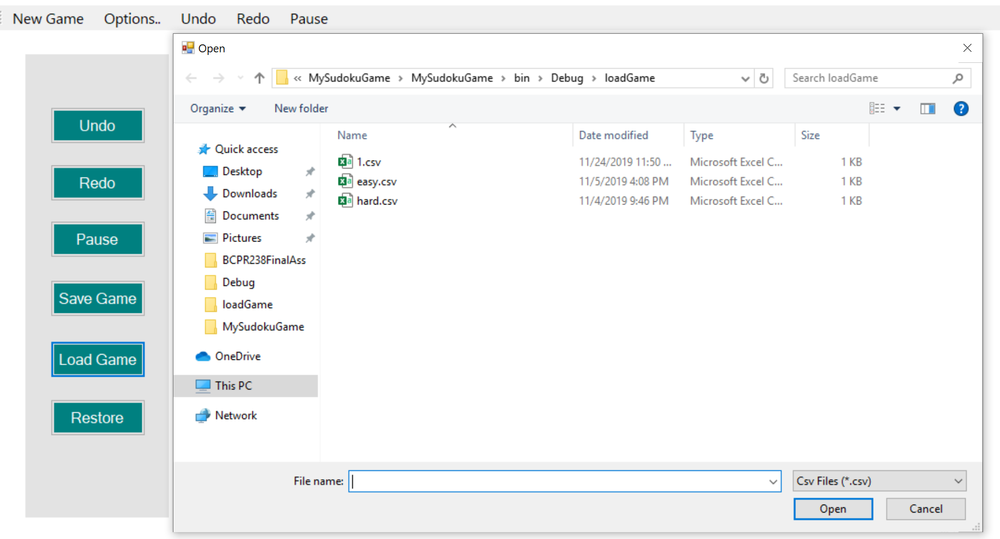 New Game Options.. Undo Redo Pause
Open
« MySudokuGame > MySudokuGame > bin > Debug > loadGame
Search loadGame
Organize New folder
?
Name Date modified Type Size
1.csv 11/24/2019 11:50 ... Microsoft Excel C... 1 KB
easy.csv 11/5/2019 4:08 PM Microsoft Excel C... 1 KB
hard.csv 11/4/2019 9:46 PM Microsoft Excel C... 1 KB
Quick access
Desktop
Downloads
Documents
Pictures
BCPR238FinalAss
Debug
loadGame
MySudokuGame
OneDrive
This PC
Network
File name:
Csv Files (*.csv)
Open Cancel
Undo
Redo
Pause
Save Game
Load Game
Restore